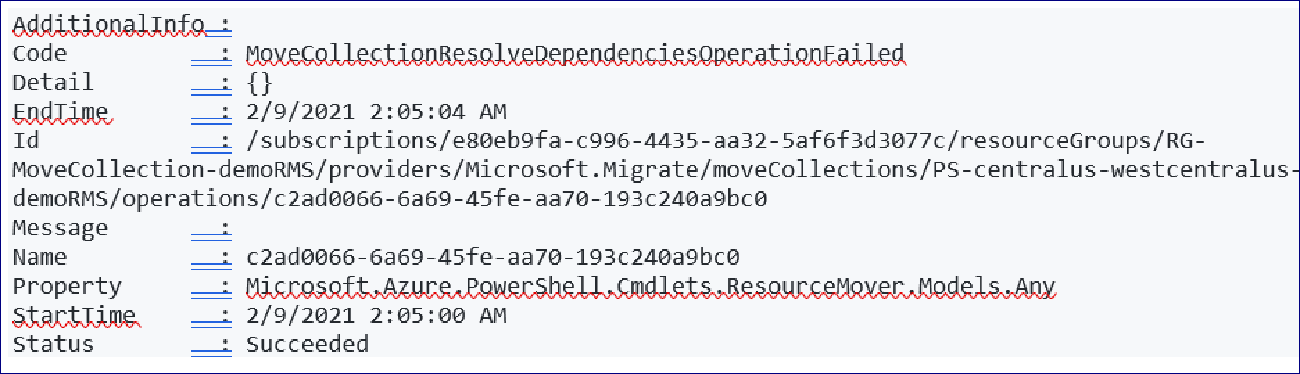 AdditionalInfo :
Code : MoveCollectionResolveDependenciesOperationFailed
Detail : {}
EndTime : 2/9/2021 2:05:04 AM
Id : /subscriptions/e80eb9fa-c996-4435-aa32-5af6f3d3077c/resourceGroups/RG-
MoveCollection-demoRMS/providers/Microsoft.Migrate/moveCollections/PS-centralus-westcentralus-
demoRMS/operations/c2ad0066-6a69-45fe-aa70-193c240a9bc0
Message :
Name : c2ad0066-6a69-45fe-aa70-193c240a9bc0
Property : Microsoft.Azure.PowerShell.Cmdlets.ResourceMover.Models.Any
StartTime : 2/9/2021 2:05:00 AM
Status : Succeeded